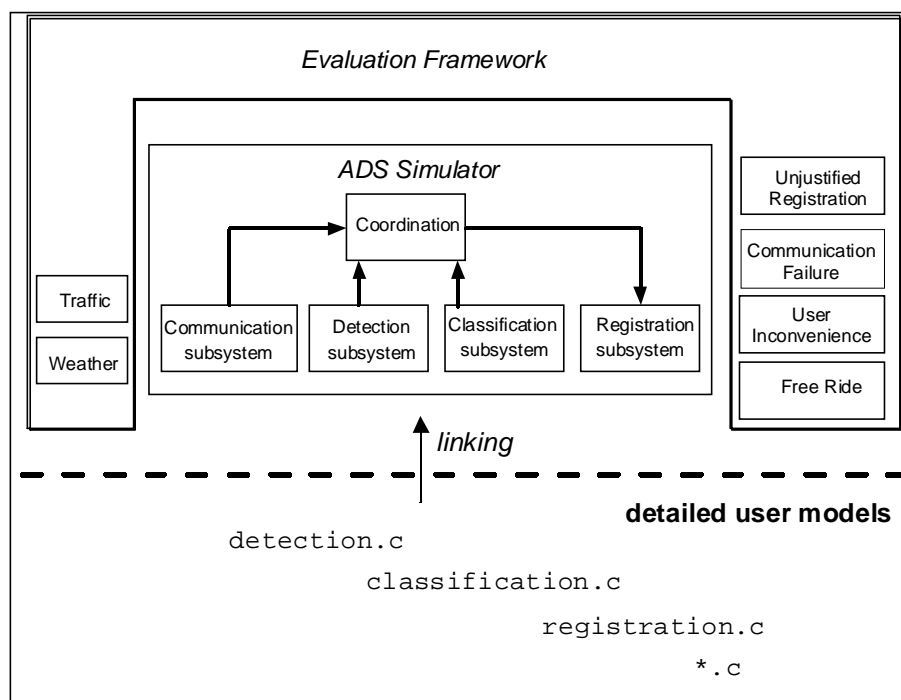 Evaluation Framework
ADS Simulator
Coordination
Communication
subsystem
Detection
subsystem
Classification
subsystem
Registration
subsystem
Traffic
Weather
Unjustified
Registration
Communication
Failure
User
Inconvenience
Free Ride
linking
detailed user models
detection.c
classification.c
registration.c
*.c